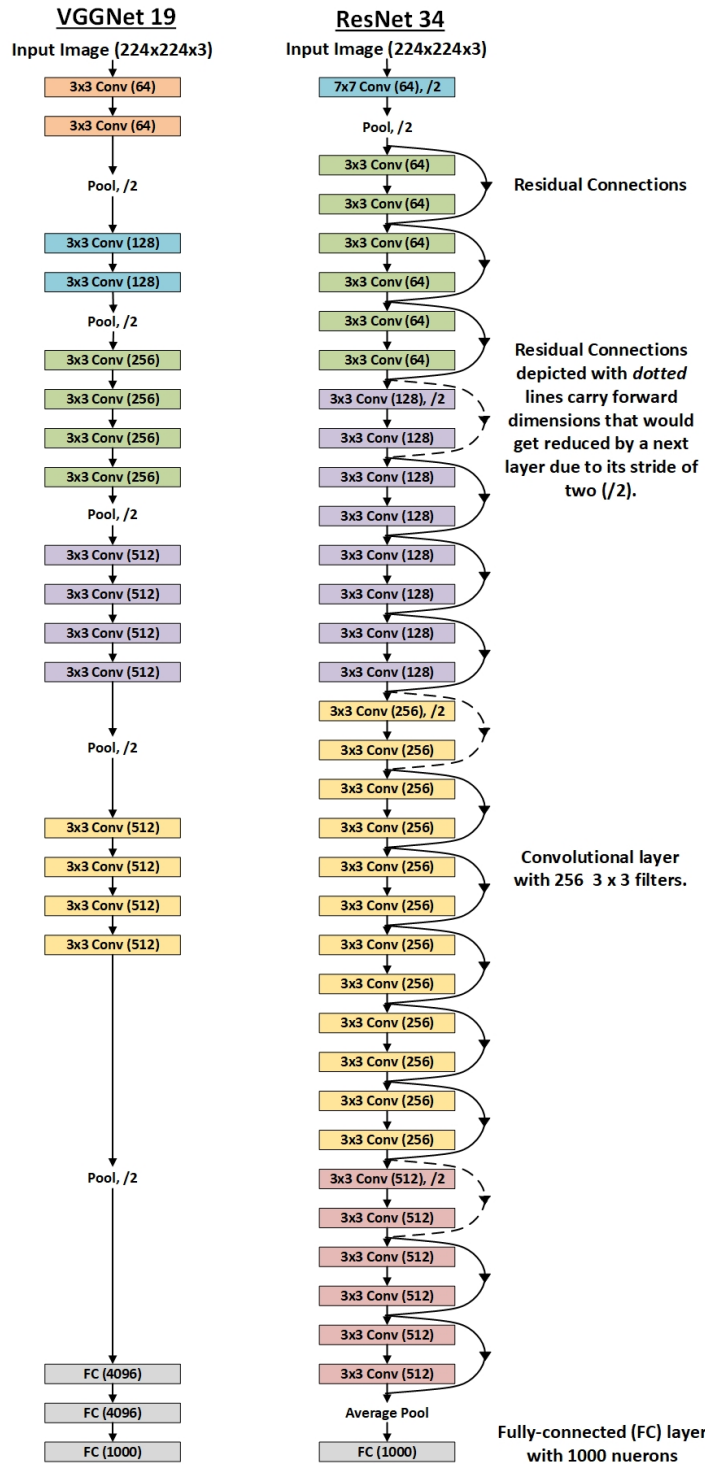 VGGNet 19
Input Image (224x224x3)
3x3 Conv (64)
3x3 Conv (64)
Pool, /2
3x3 Conv (128)
3x3 Conv (128)
Pool, /2
3x3 Conv (256)
3x3 Conv (256)
3x3 Conv (256)
3x3 Conv (256)
Pool, /2
3x3 Conv (512)
3x3 Conv (512)
3x3 Conv (512)
3x3 Conv (512)
Pool, /2
3x3 Conv (512)
3x3 Conv (512)
3x3 Conv (512)
3x3 Conv (512)
Pool, /2
FC (4096)
FC (4096)
FC (1000)
ResNet 34
Input Image (224x224x3)
7x7 Conv (64), /2
Pool, /2
3x3 Conv (64)
3x3 Conv (64)
3x3 Conv (64)
3x3 Conv (64)
3x3 Conv (64)
3x3 Conv (64)
3x3 Conv (128), /2
3x3 Conv (128)
3x3 Conv (128)
3x3 Conv (128)
3x3 Conv (128)
3x3 Conv (128)
3x3 Conv (128)
3x3 Conv (128)
3x3 Conv (256), /2
3x3 Conv (256)
3x3 Conv (256)
3x3 Conv (256)
3x3 Conv (256)
3x3 Conv (256)
3x3 Conv (256)
3x3 Conv (256)
3x3 Conv (256)
3x3 Conv (256)
3x3 Conv (256)
3x3 Conv (256)
3x3 Conv (512), /2
3x3 Conv (512)
3x3 Conv (512)
3x3 Conv (512)
3x3 Conv (512)
3x3 Conv (512)
Average Pool
FC (1000)
Residual Connections
Residual Connections
depicted with dotted
lines carry forward
dimensions that would
get reduced by a next
layer due to its stride of
two (/2).
Convolutional layer
with 256 3 x 3 filters.
Fully-connected (FC) layer
with 1000 nuerons